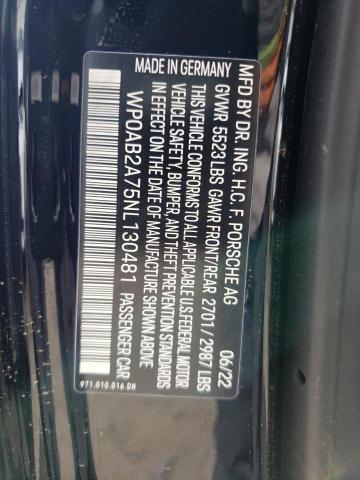 MFD BY DR. ING. H.C. F. PORSCHE AG 06/22
GVWR 5523 LBS GAWR FRONT/REAR 2701 / 2987 LBS
THIS VEHICLE CONFORMS TO ALL APPLICABLE U.S FEDERAL MOTOR
VEHICLE SAFETY, BUMPER, AND THEFT PREVENTION STANDARDS
IN EFFECT ON THE DATE OF MANUFACTURE SHOWN ABOVE
WP0AB2A75NL130481 PASSENGER CAR
MADE IN GERMANY 971.010.016.DN